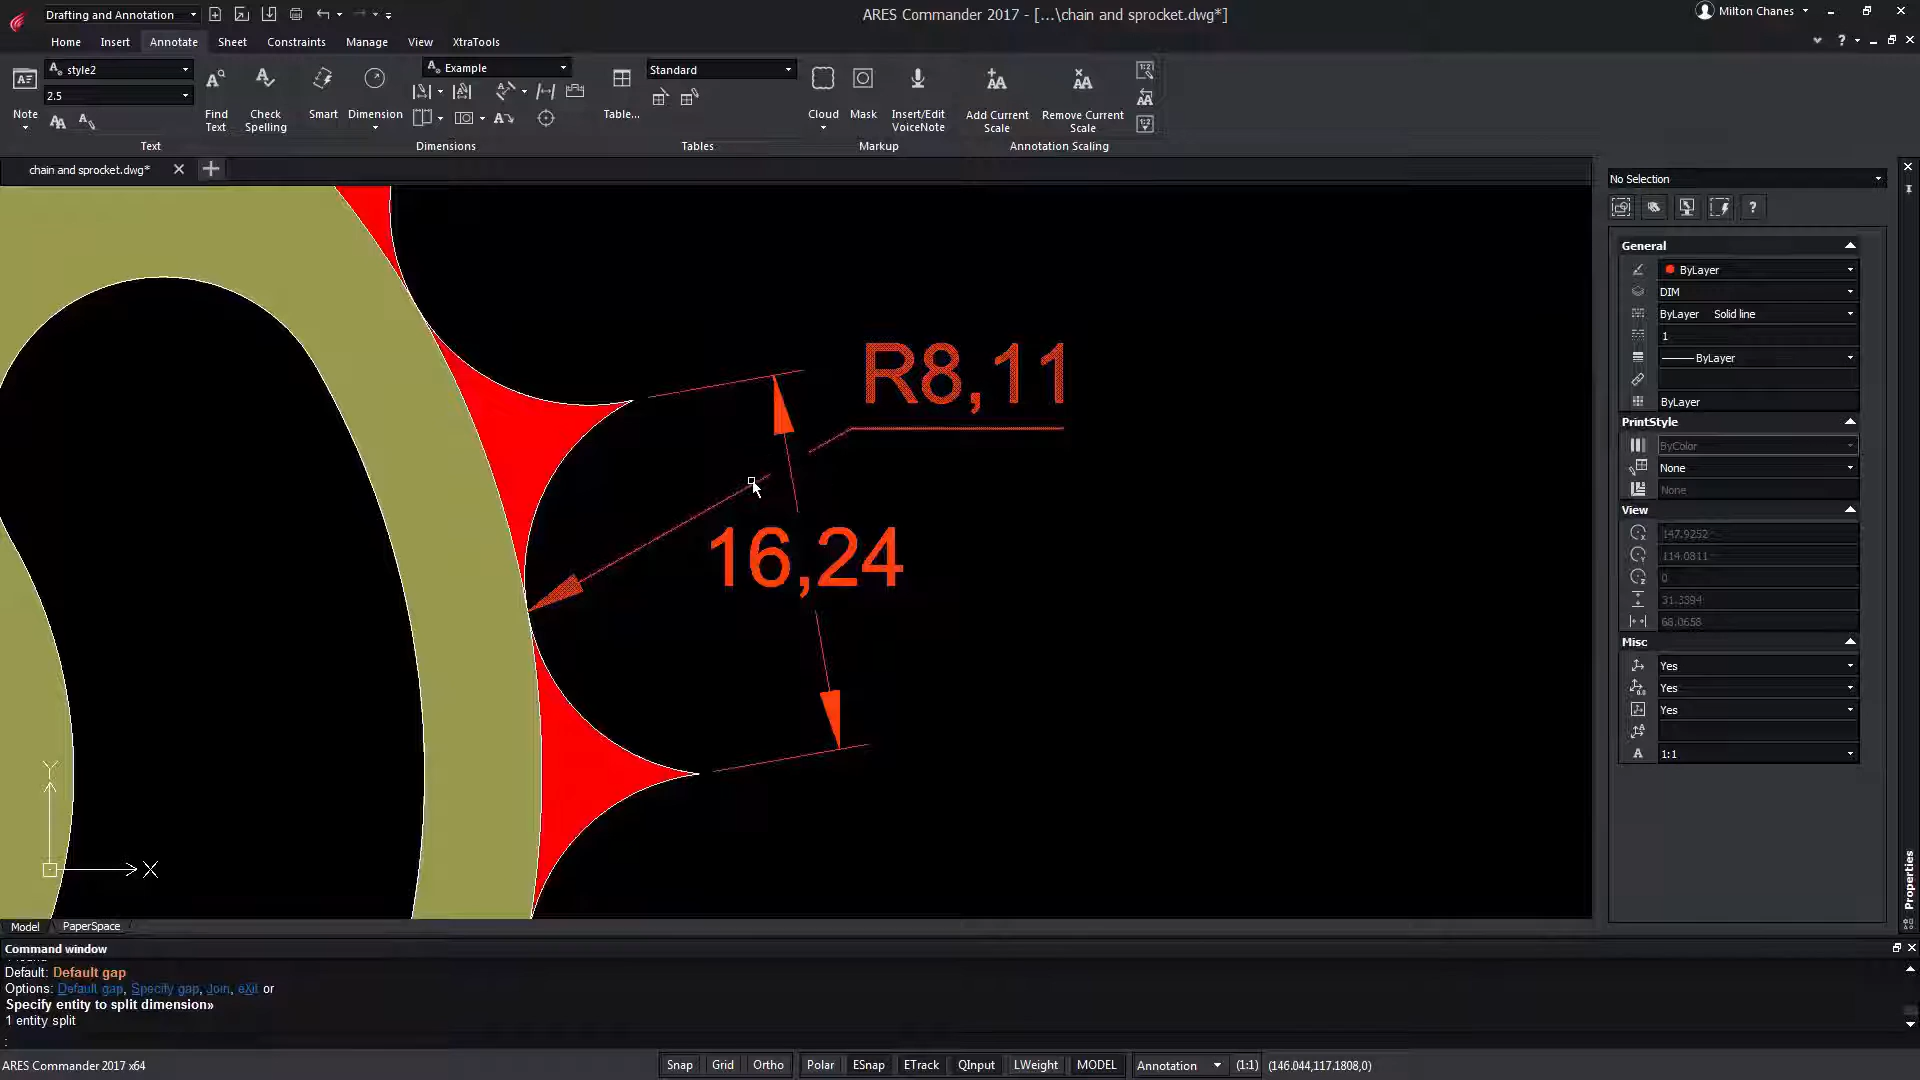 Drafting and Annotation
ARES Commander 2017 - [...\chain and sprocket.dwg*]
Milton Chanes
Home Insert Annotate Sheet Constraints Manage View XtraTools
style2
2.5
Note
Find Text
Check Spelling
Text
Smart
Dimension
Example
Dimensions
Table...
Standard
Tables
Cloud
Mask
Insert/Edit VoiceNote
Markup
Add Current Scale
Remove Current Scale
Annotation Scaling
chain and sprocket.dwg*
R8,11
16,24
Y
X
No Selection
General
ByLayer
DIM
ByLayer Solid line
1
ByLayer
ByLayer
PrintStyle
ByColor
None
None
View
147.9252
114.0811
0
31.3394
68.0658
Misc
Yes
Yes
Yes
1:1
Properties
Model PaperSpace
Command window
Default: Default gap
Options: Default gap, Specify gap, Join, eXit or
Specify entity to split dimension»
1 entity split
:
ARES Commander 2017 x64
Snap Grid Ortho Polar ESnap ETrack QInput LWeight MODEL Annotation (1:1) (146.044,117.1808,0)